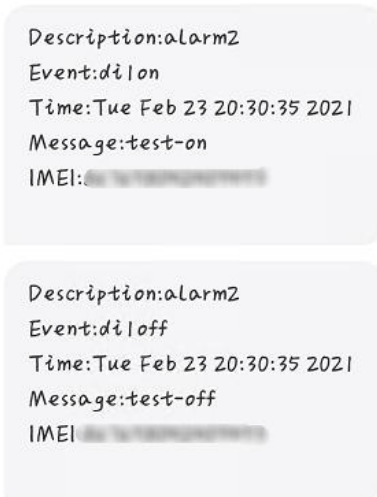 Description:alarm2
Event:di1on
Time:Tue Feb 23 20:30:35 2021
Message:test-on
IMEI:
Description:alarm2
Event:di1off
Time:Tue Feb 23 20:30:35 2021
Message:test-off
IMEI